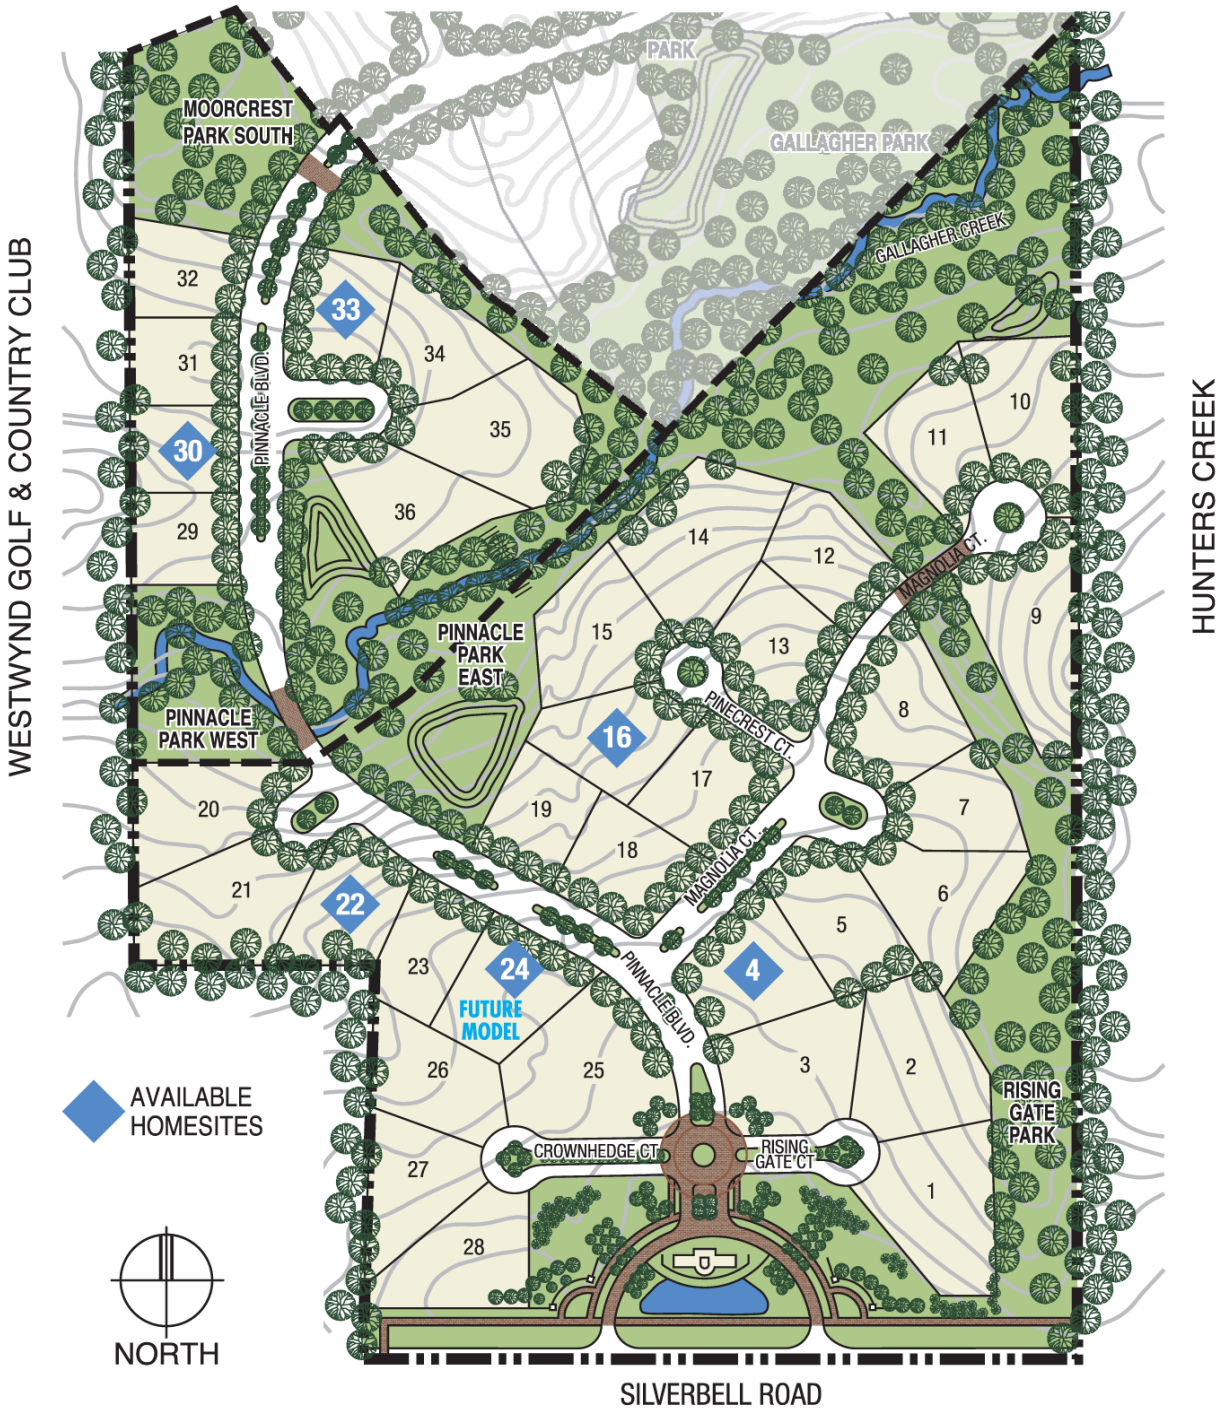 PARK
MOORCREST
PARK SOUTH
GALLAGHER PARK
GALLAGHER CREEK
WESTWYND GOLF & COUNTRY CLUB
HUNTERS CREEK
32
33
31
34
PINNACLE BLVD.
30
35
10
11
29
36
14
12
MAGNOLIA CT.
9
PINNACLE
PARK
EAST
15
13
PINNACLE
PARK WEST
16
PINECREST CT.
8
17
20
19
7
18
MAGNOLIA CT.
21
22
6
5
23
24
FUTURE
MODEL
PINNACLE BLVD.
4
26
25
3
2
AVAILABLE
HOMESITES
RISING
GATE
PARK
CROWNHEDGE CT
RISING
GATE CT
27
1
28
NORTH
SILVERBELL ROAD